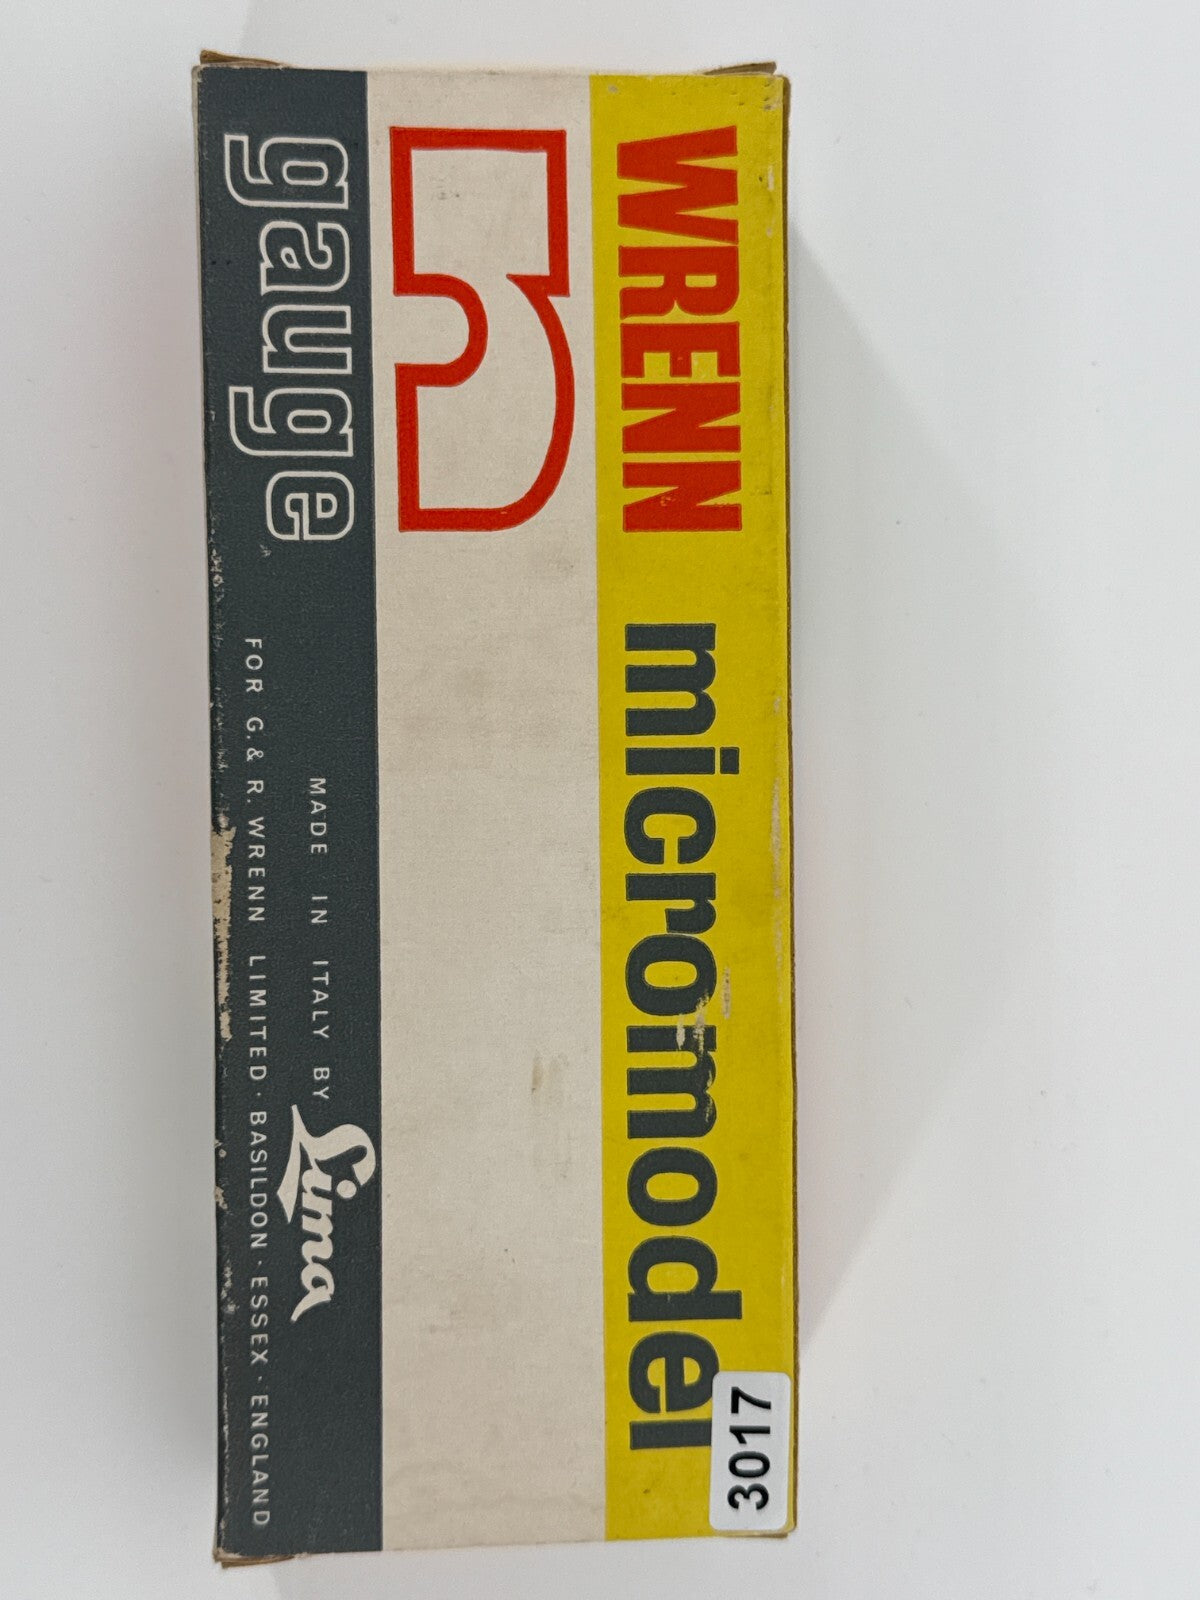 WRENN micromodel
n
gauge
MADE IN ITALY BY Lima
FOR G. & R. WRENN LIMITED · BASILDON · ESSEX · ENGLAND
3017